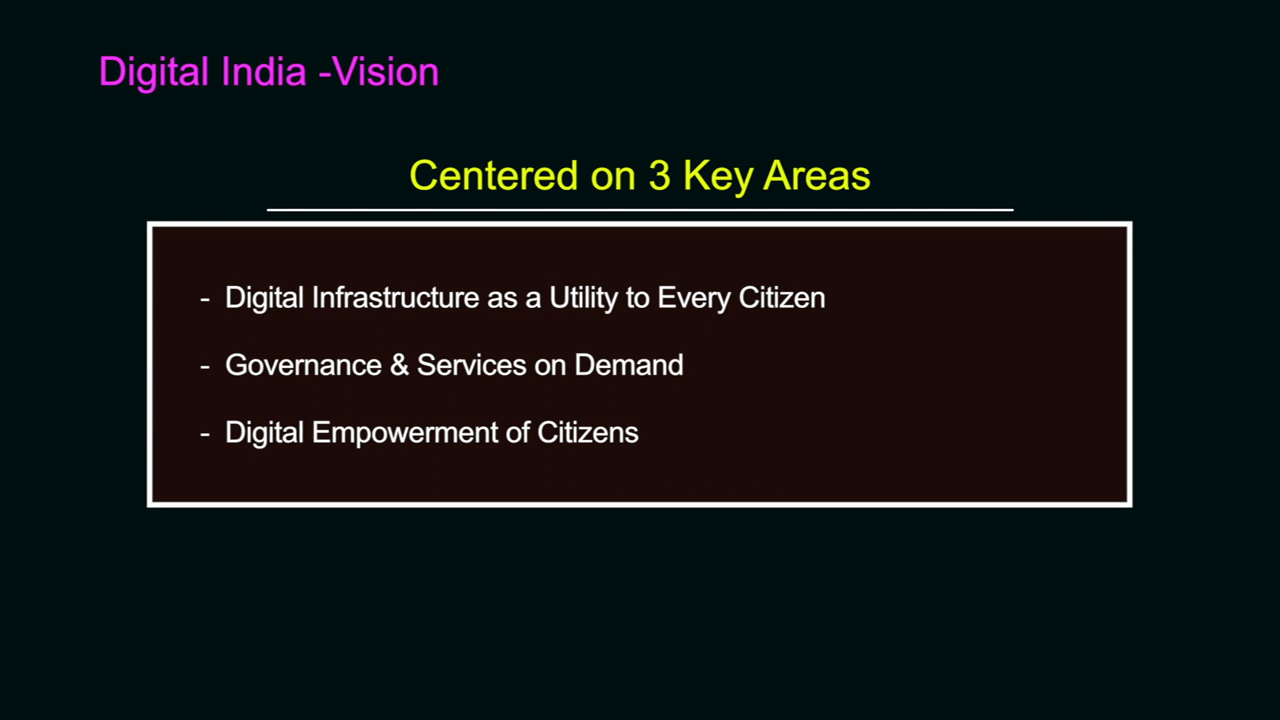 Digital India -Vision
Centered on 3 Key Areas
- Digital Infrastructure as a Utility to Every Citizen
- Governance & Services on Demand
- Digital Empowerment of Citizens